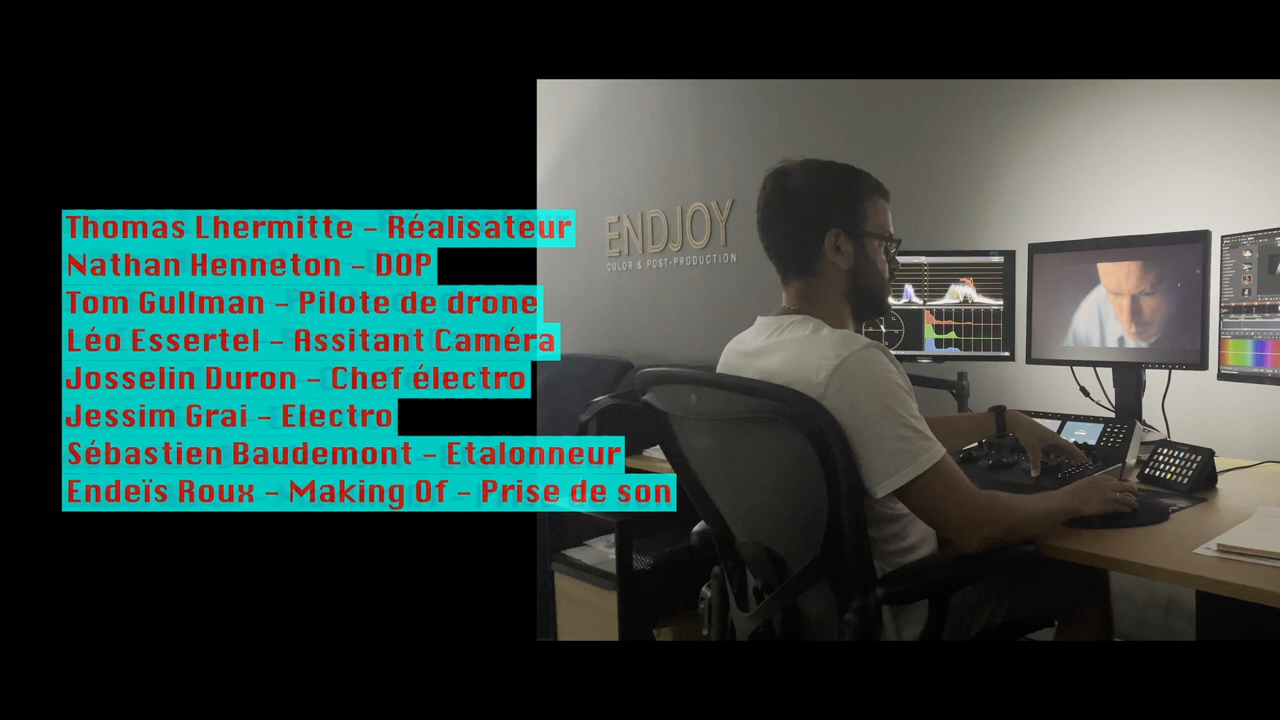 Thomas Lhermitte - Réalisateur
Nathan Henneton - DOP
Tom Gullman - Pilote de drone
Léo Essertel - Assitant Caméra
Josselin Duron - Chef électro
Jessim Grai - Electro
Sébastien Baudemont - Etalonneur
Endeïs Roux - Making Of - Prise de son
ENDJOY
COLOR & POST-PRODUCTION